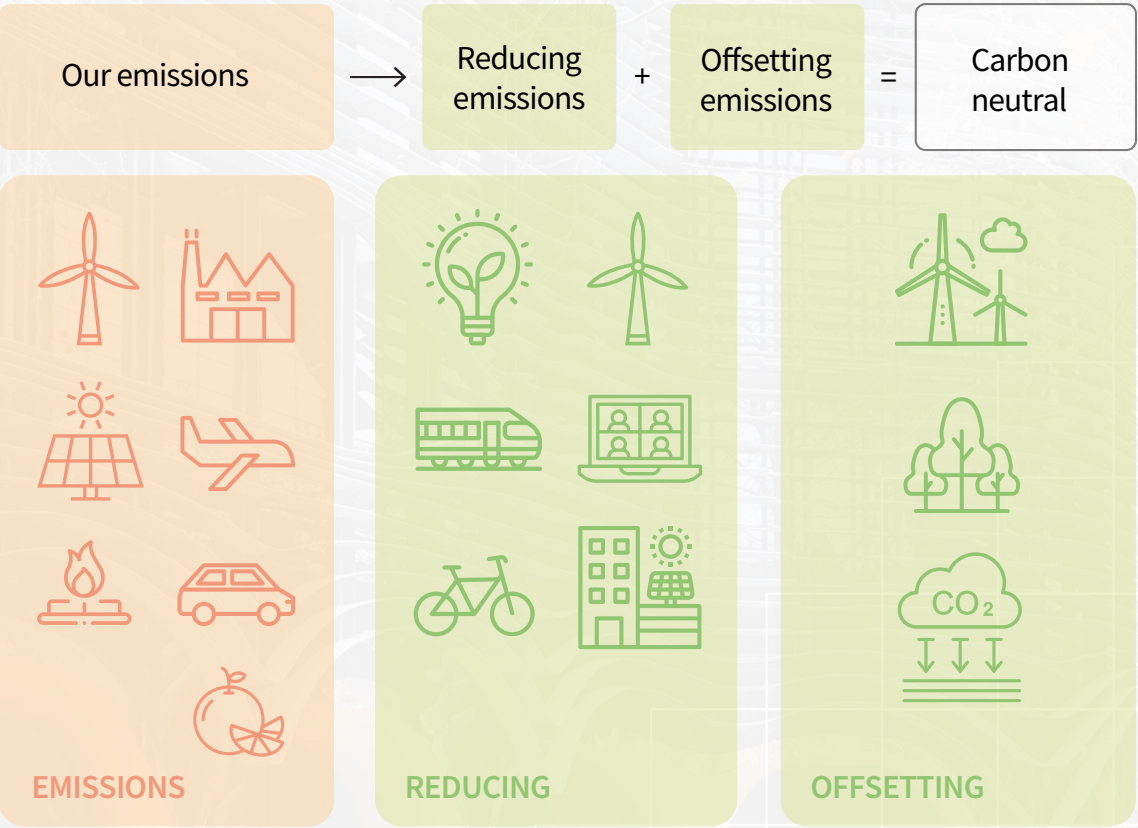 Our emissions
→
Reducing
emissions
+
Offsetting
emissions
=
Carbon
neutral
CO₂
EMISSIONS
REDUCING
OFFSETTING